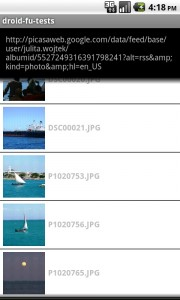 4:18 PM
droid-fu-tests
http://picasaweb.google.com/data/feed/base/
user/julita.wojtek/
albumid/5527249316391798241?alt=rss&amp;
kind=photo&amp;hl=en_US
DSC00021.JPG
P1020753.JPG
P1020756.JPG
P1020765.JPG